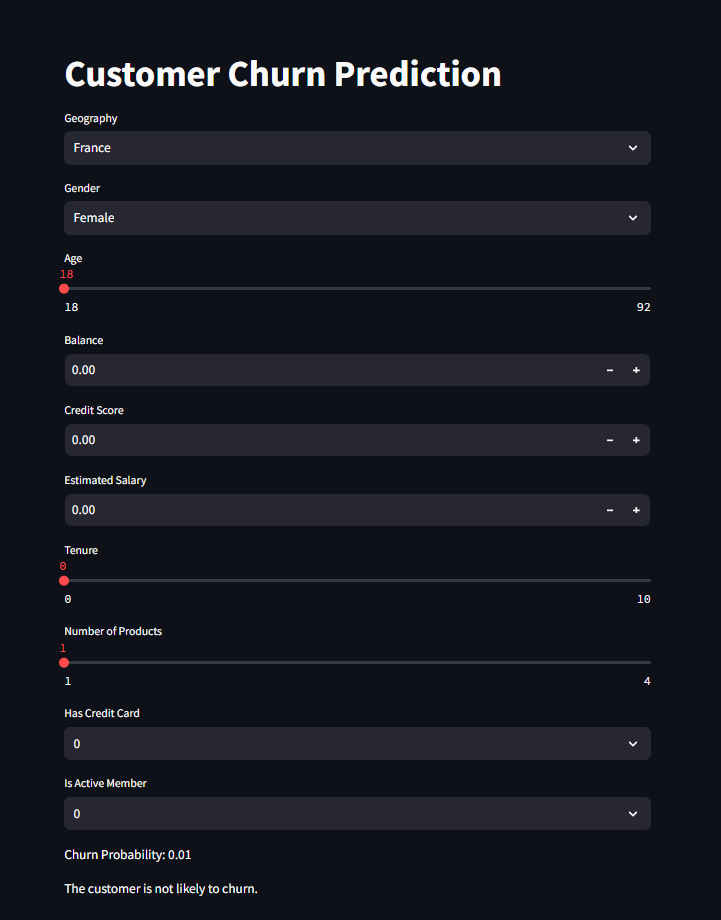 Customer Churn Prediction
Geography
France
Gender
Female
Age
18
18 92
Balance
0.00 − +
Credit Score
0.00 − +
Estimated Salary
0.00 − +
Tenure
0
0 10
Number of Products
1
1 4
Has Credit Card
0
Is Active Member
0
Churn Probability: 0.01
The customer is not likely to churn.